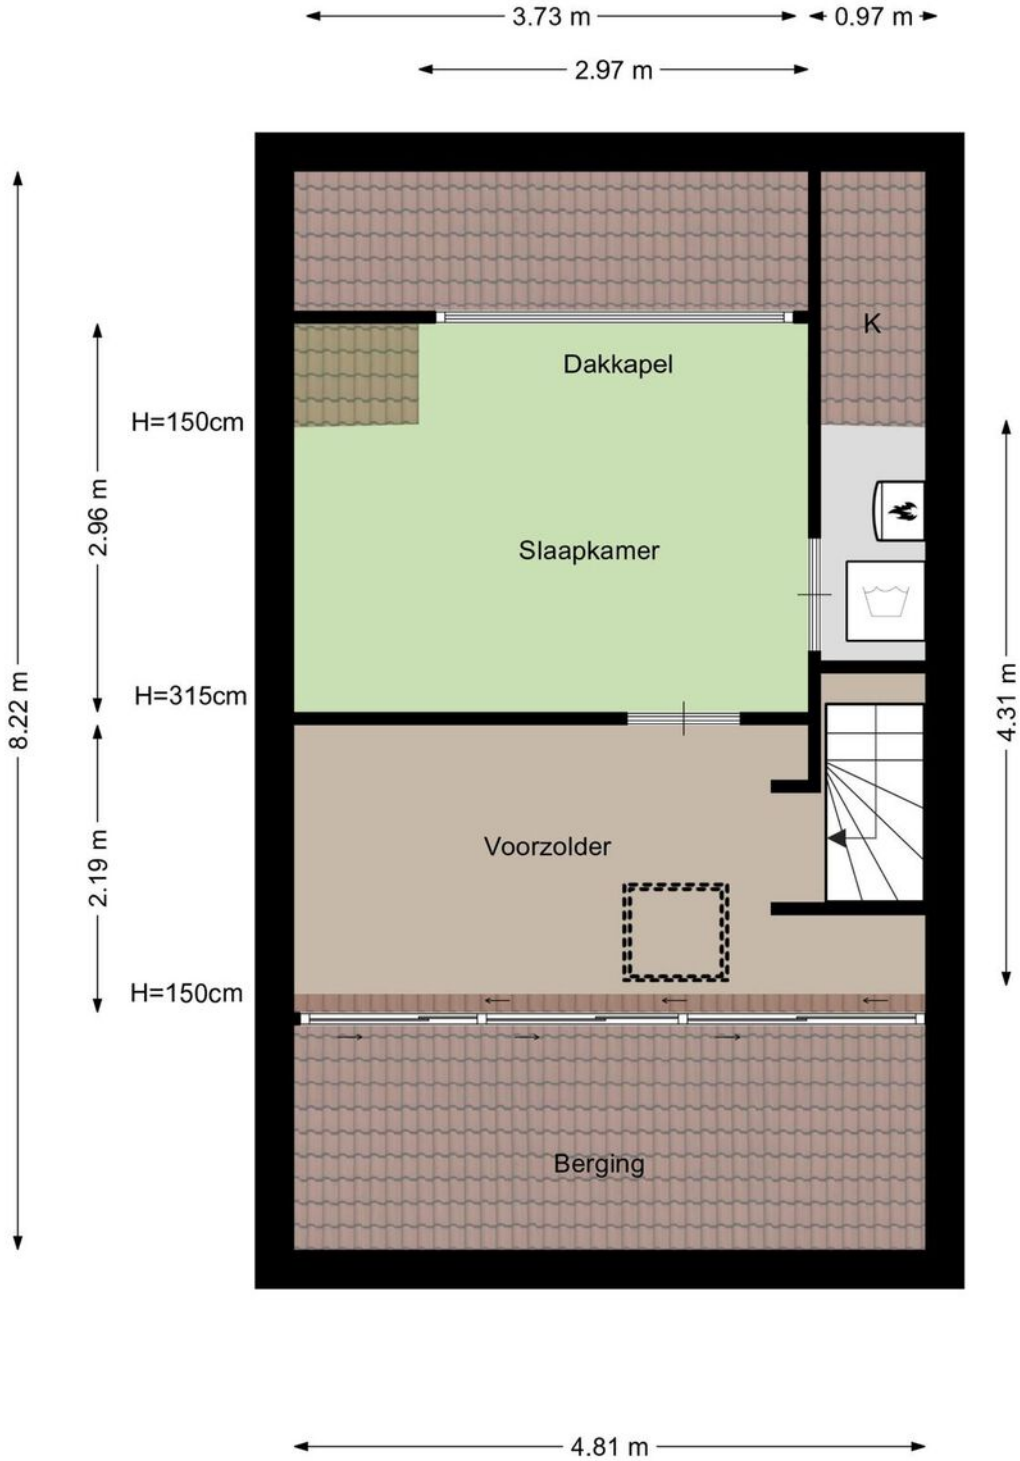 3.73 m
0.97 m
2.97 m
K
Dakkapel
H=150cm
2.96 m
Slaapkamer
8.22 m
H=315cm
4.31 m
2.19 m
Voorzolder
H=150cm
Berging
4.81 m